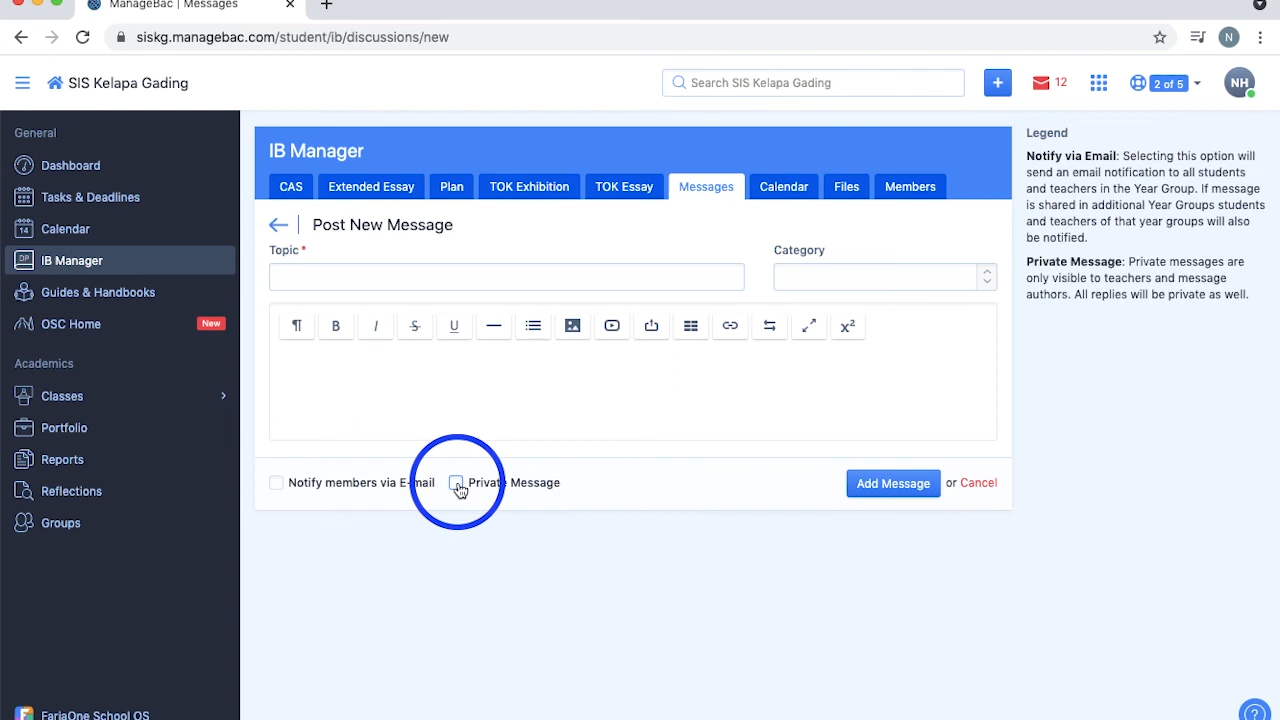 ManageBac | Messages
siskg.managebac.com/student/ib/discussions/new
N
SIS Kelapa Gading
Search SIS Kelapa Gading
12
2 of 5
NH
General
Dashboard
Tasks & Deadlines
14
Calendar
DP
IB Manager
Guides & Handbooks
OSC Home
New
Academics
Classes
Portfolio
Reports
Reflections
Groups
FariaOne School OS
IB Manager
CAS
Extended Essay
Plan
TOK Exhibition
TOK Essay
Messages
Calendar
Files
Members
Post New Message
Topic *
Category
¶ B I S U
x²
Notify members via E-mail
Private Message
Add Message or Cancel
Legend
Notify via Email: Selecting this option will
send an email notification to all students
and teachers in the Year Group. If message
is shared in additional Year Groups students
and teachers of that year groups will also
be notified.
Private Message: Private messages are
only visible to teachers and message
authors. All replies will be private as well.
?